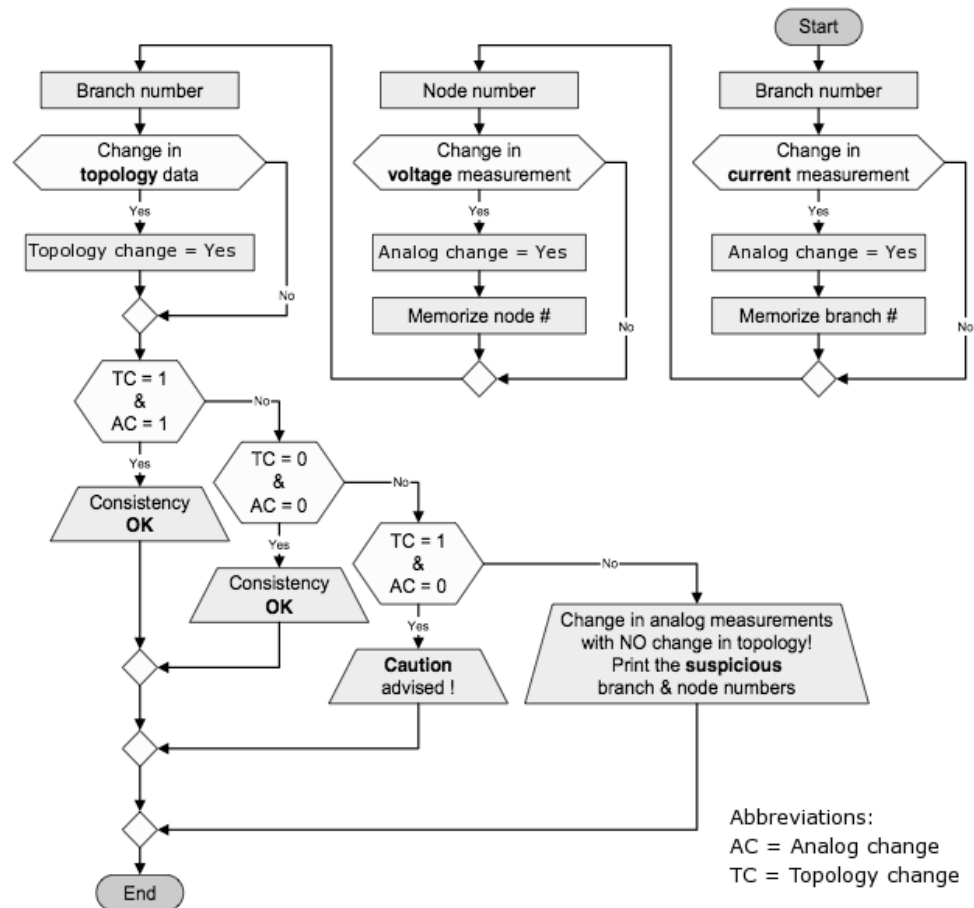 Start
Branch number
Change in
current measurement
Yes
No
Analog change = Yes
Memorize branch #
Node number
Change in
voltage measurement
Yes
No
Analog change = Yes
Memorize node #
Branch number
Change in
topology data
Yes
No
Topology change = Yes
TC = 1
&
AC = 1
No
Yes
Consistency
OK
TC = 0
&
AC = 0
No
Yes
Consistency
OK
TC = 1
&
AC = 0
No
Yes
Caution
advised !
Change in analog measurements
with NO change in topology!
Print the suspicious
branch & node numbers
End
Abbreviations:
AC = Analog change
TC = Topology change